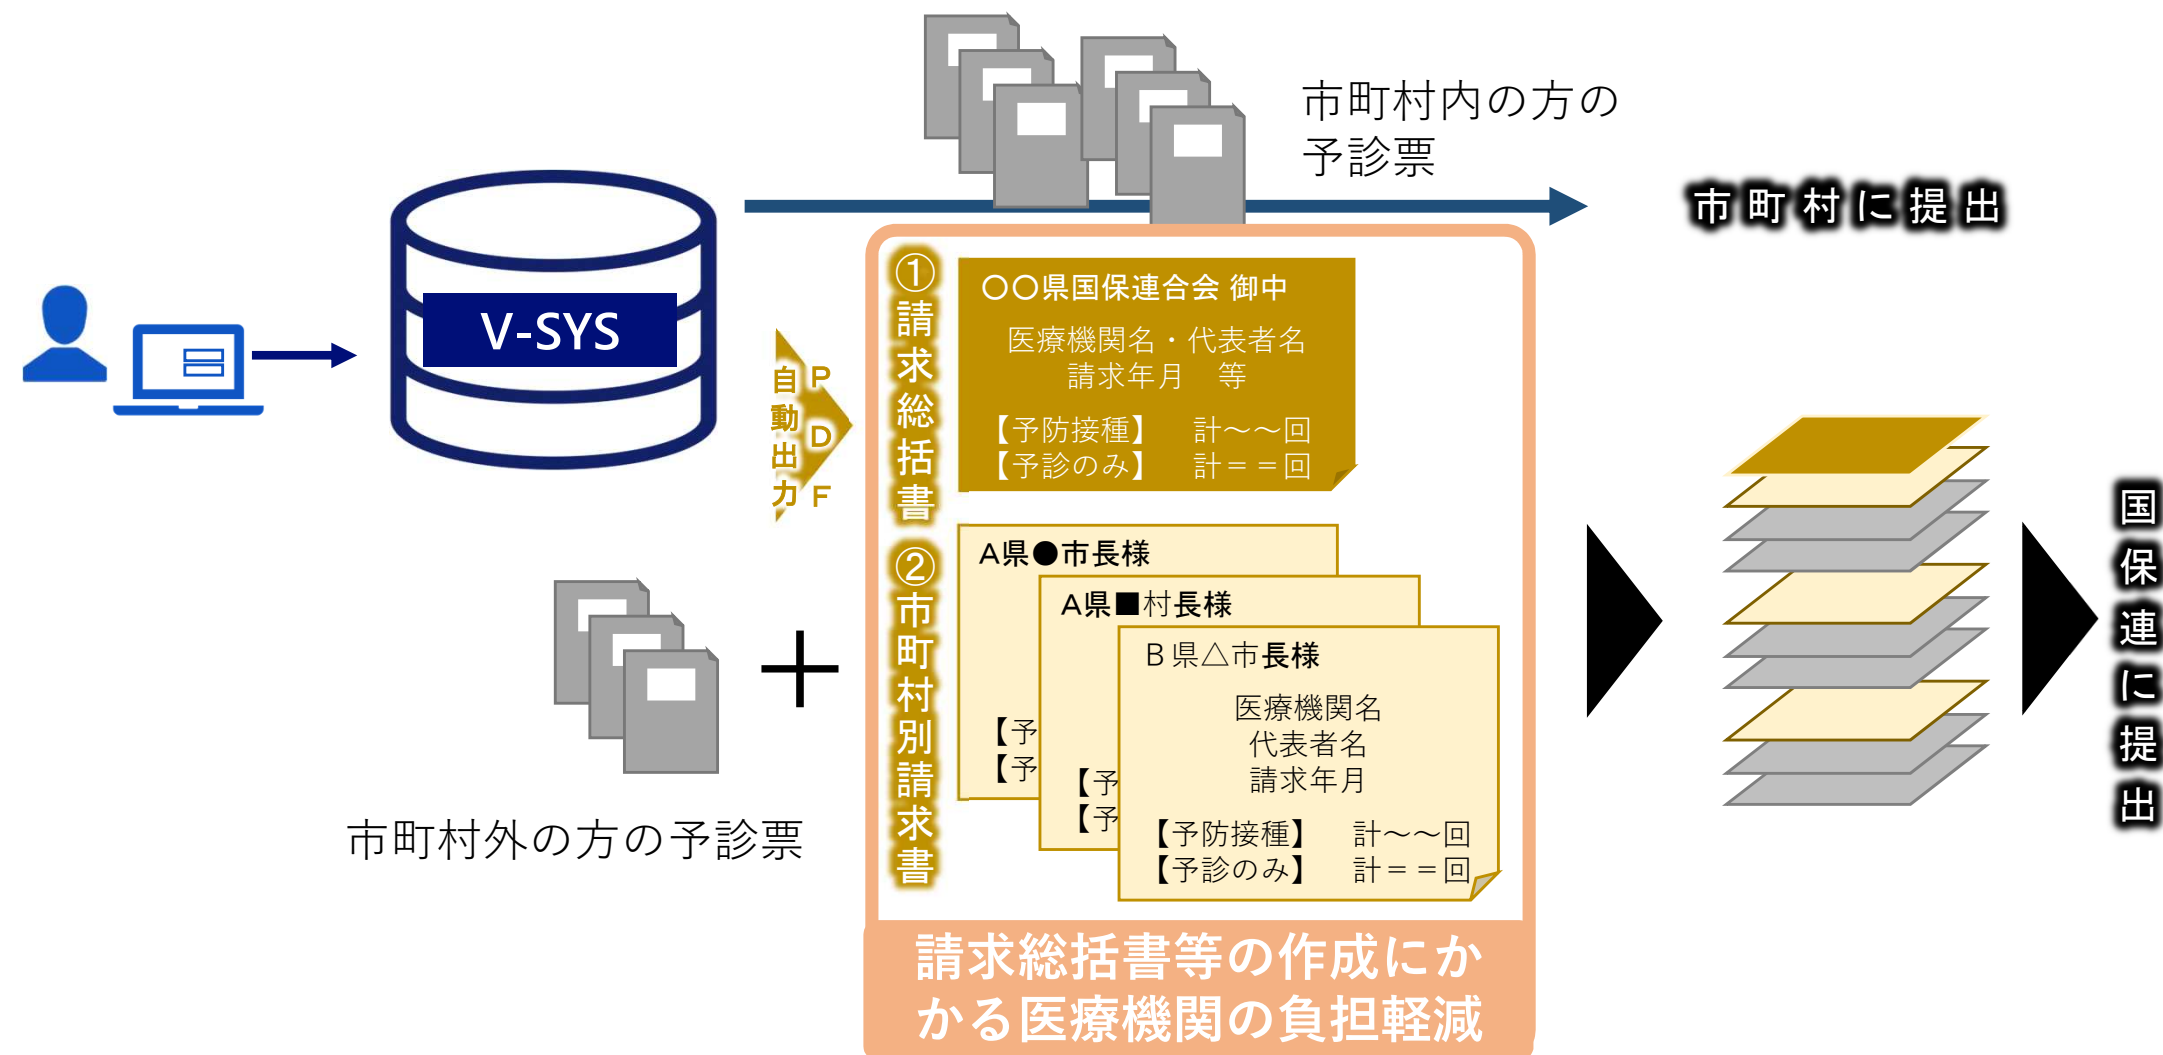 市町村内の方の
予診票
市町村に提出
V-SYS
PDF
自動出力
①請求総括書
〇〇県国保連合会 御中
医療機関名・代表者名
請求年月　等
【予防接種】　計～～回
【予診のみ】　計＝＝回
②市町村別請求書
A県●市長様
【予
【予
A県■村長様
【予
【予
B県△市長様
医療機関名
代表者名
請求年月
【予防接種】　計～～回
【予診のみ】　計＝＝回
市町村外の方の予診票
国保連に提出
請求総括書等の作成にか
かる医療機関の負担軽減